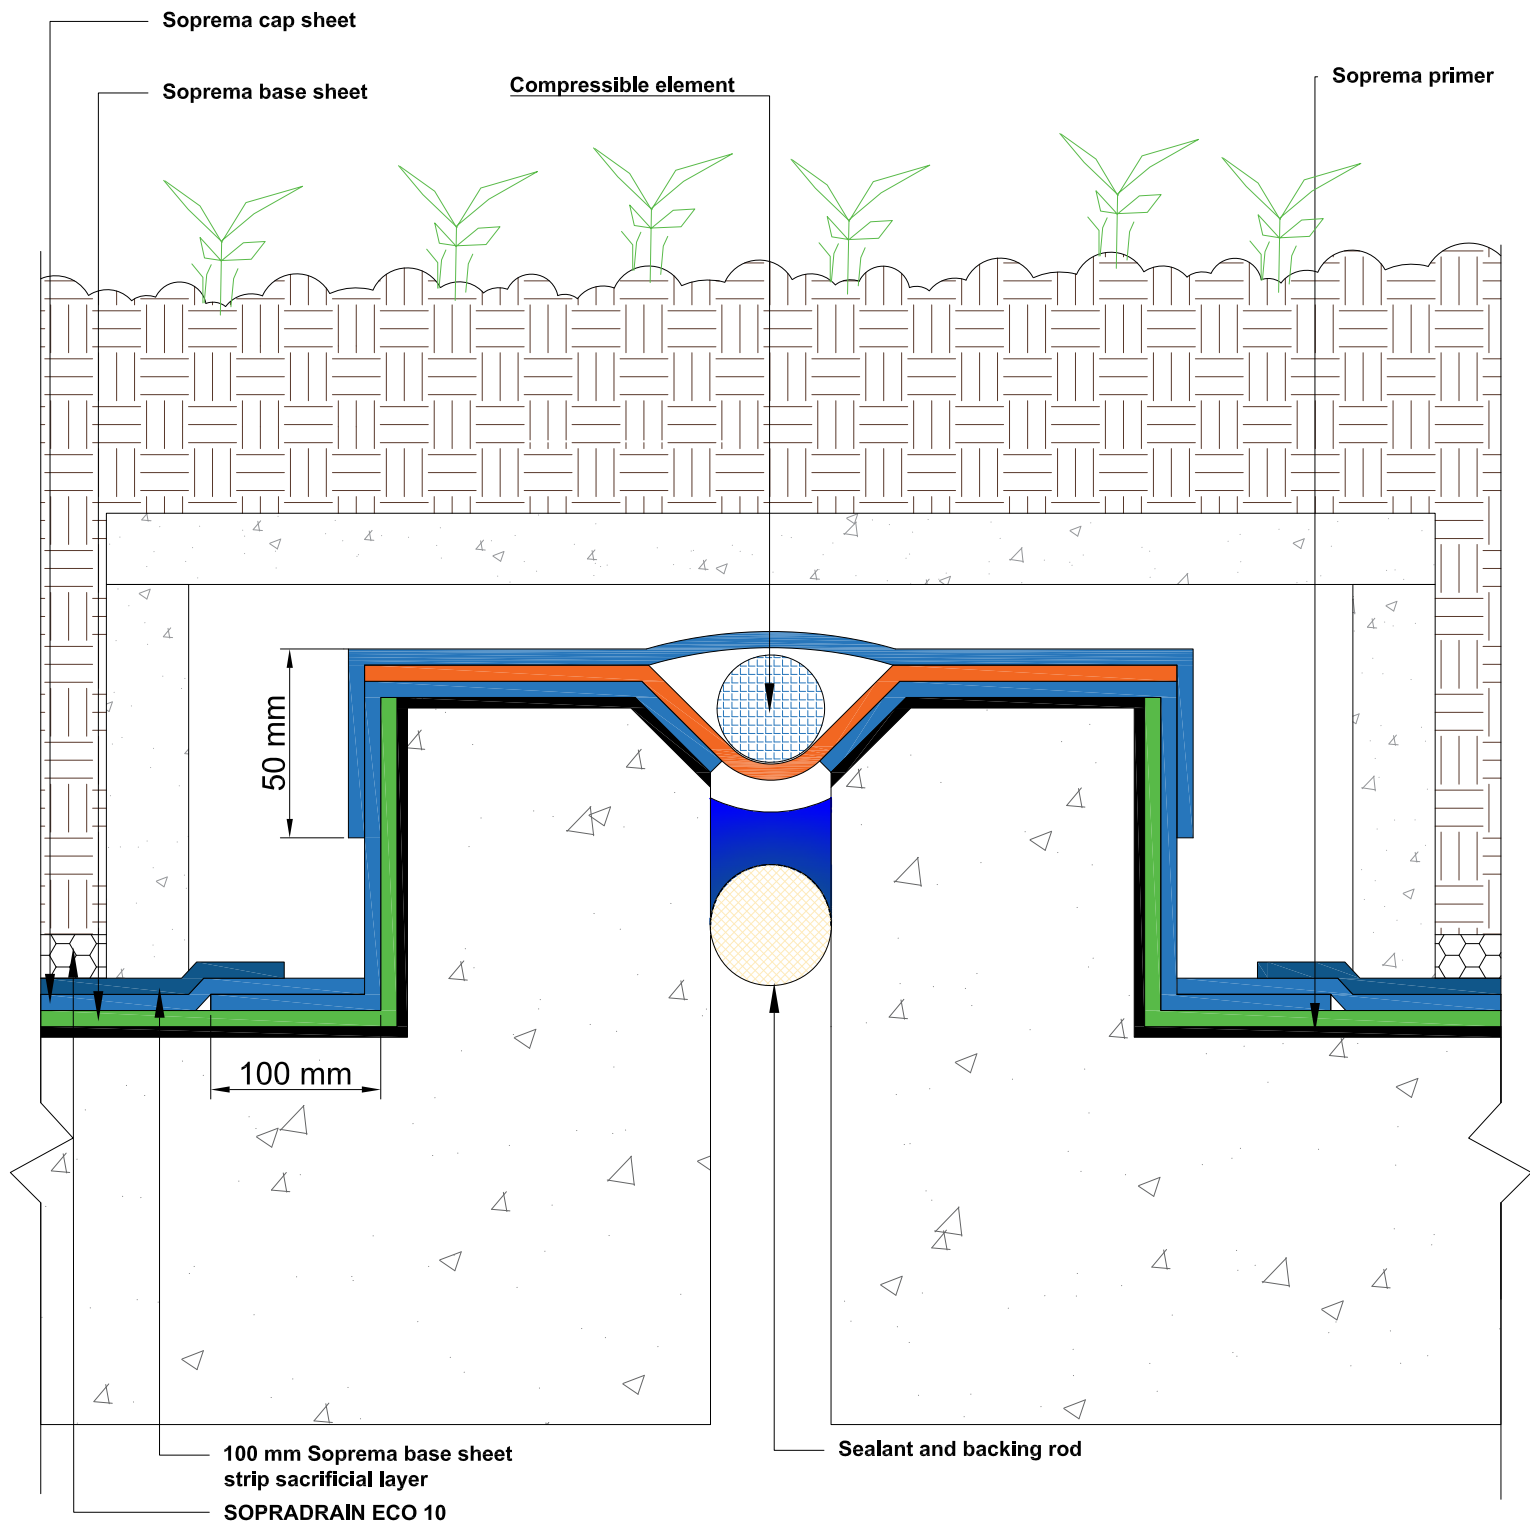 Soprema cap sheet
Soprema base sheet
Compressible element
Soprema primer
50 mm
100 mm
100 mm Soprema base sheet
strip sacrificial layer
SOPRADRAIN ECO 10
Sealant and backing rod